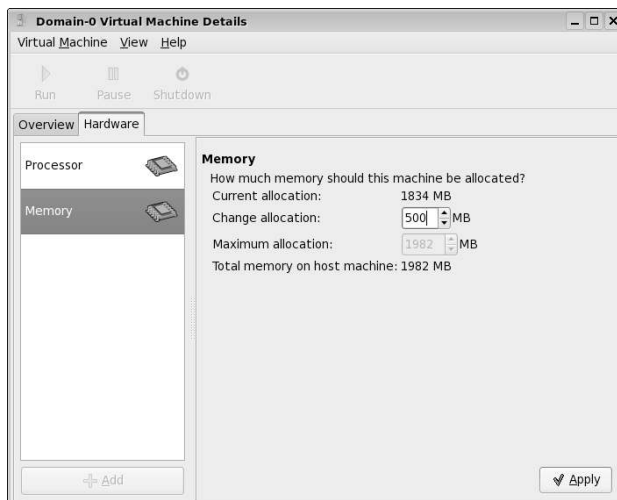 Domain-0 Virtual Machine Details
Virtual Machine View Help
Run Pause Shutdown
Overview Hardware
Processor
Memory
Memory
How much memory should this machine be allocated?
Current allocation: 1834 MB
Change allocation: 500 MB
Maximum allocation: 1982 MB
Total memory on host machine: 1982 MB
Add
Apply